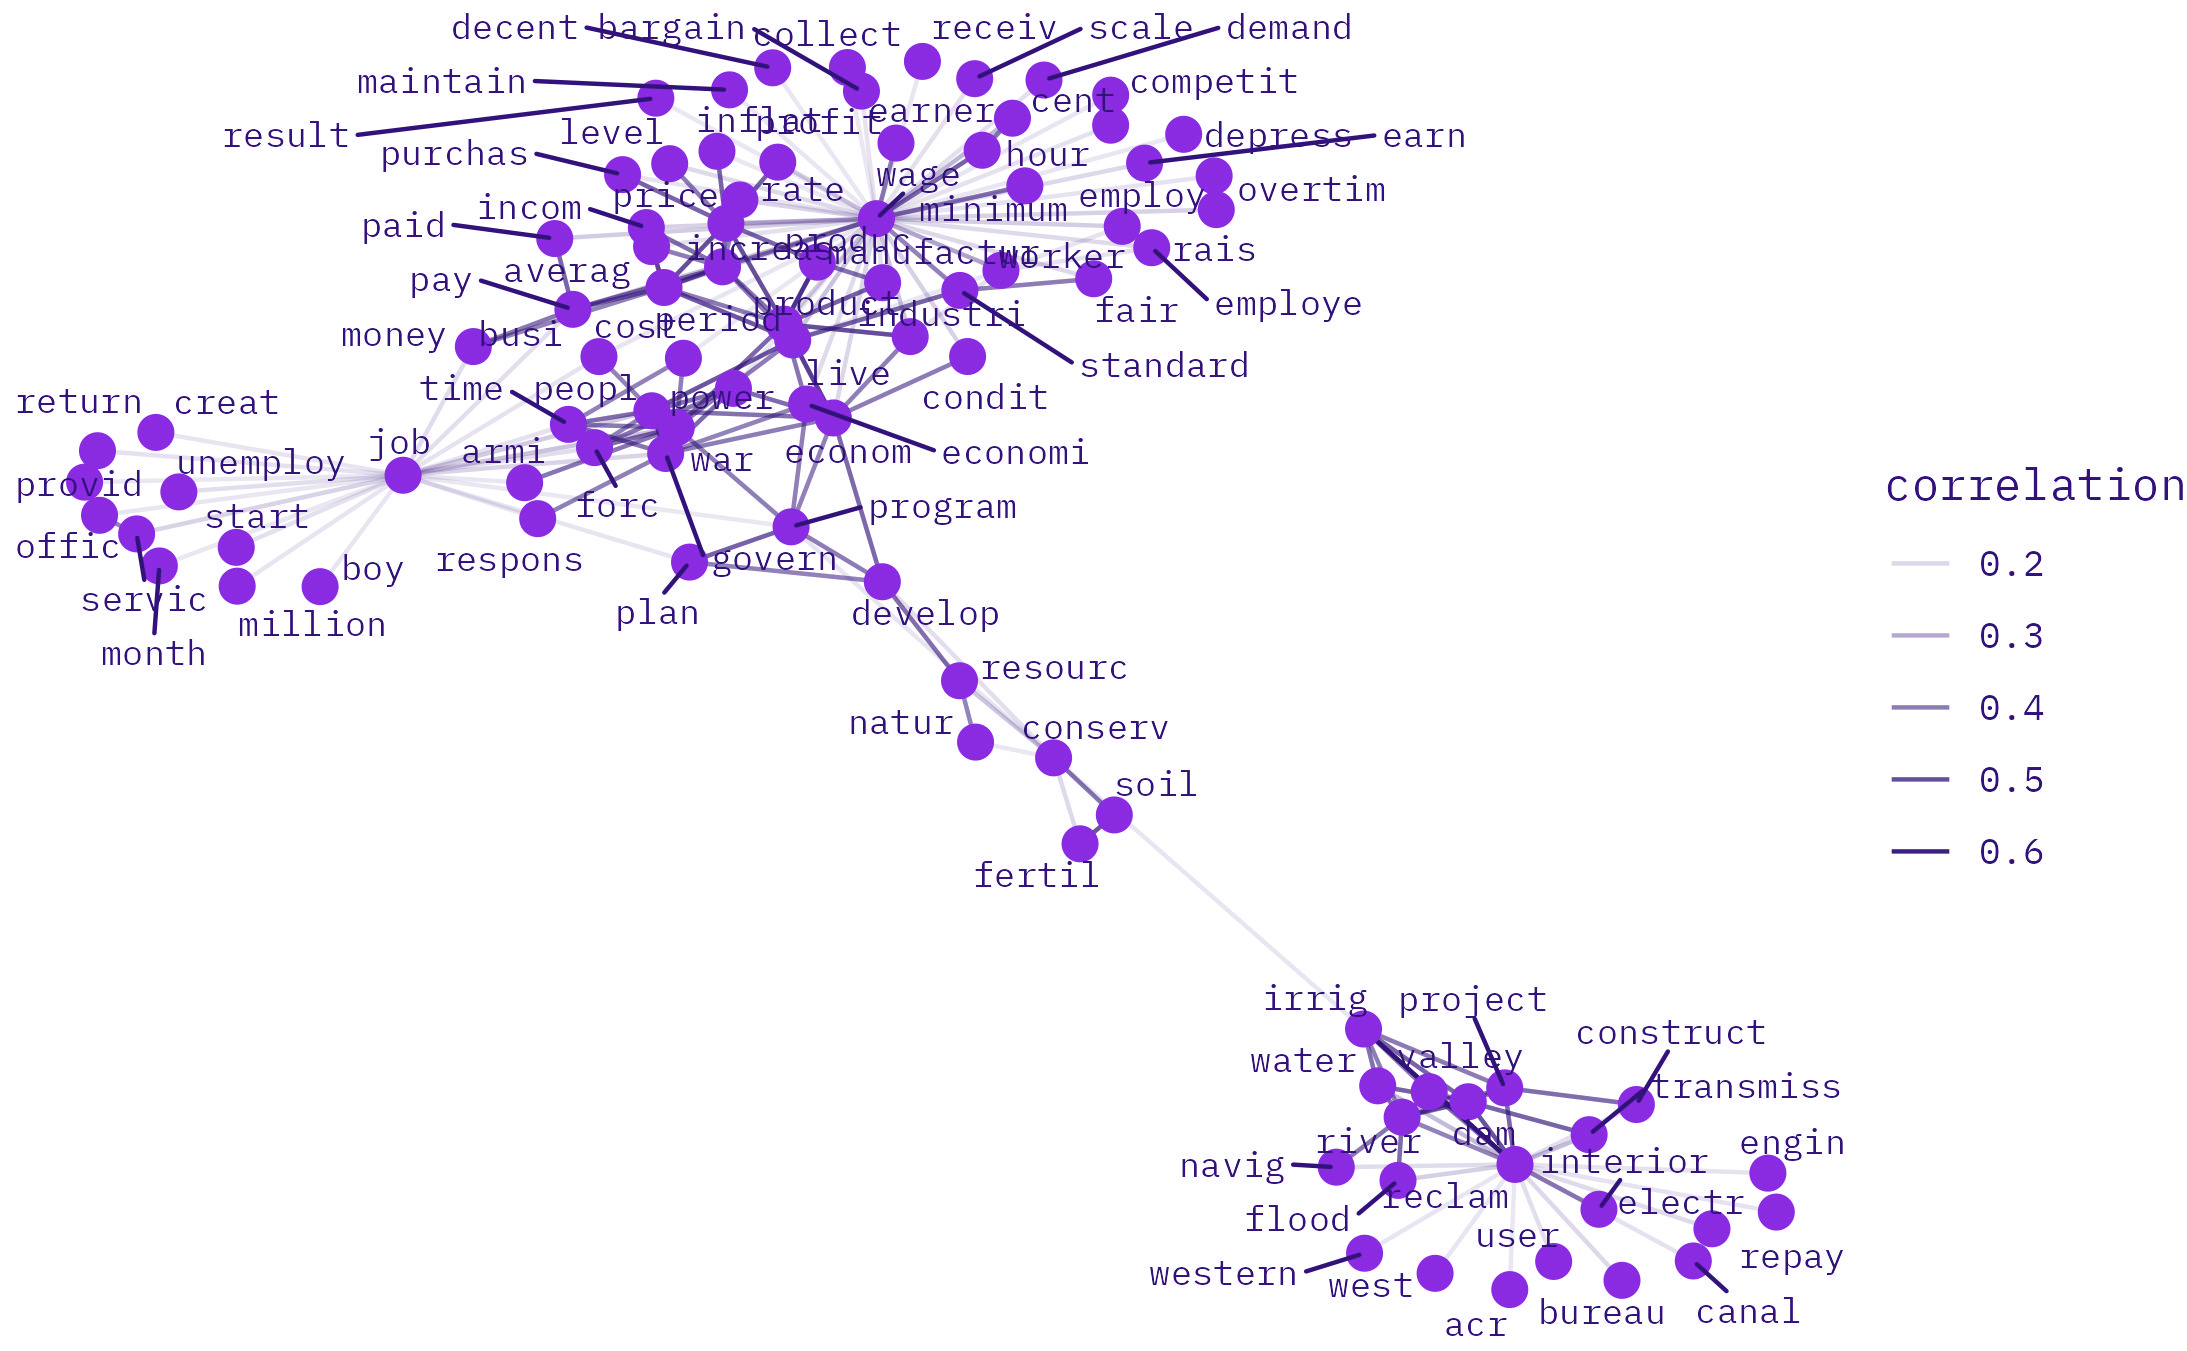 decent
bargain
collect
receiv
scale
demand
maintain
competit
result
level
inflat
profit
earner
cent
depress
earn
purchas
hour
wage
incom
price
rate
minimum
employ
overtim
paid
increas
produc
manufactur
worker
rais
pay
averag
employe
money
busi
cost
period
product
industri
fair
standard
time
peopl
power
live
condit
return
creat
job
armi
war
econom
economi
unemploy
provid
start
forc
program
offic
respons
govern
boy
servic
million
plan
develop
month
resourc
natur
conserv
soil
fertil
correlation
0.2
0.3
0.4
0.5
0.6
irrig
project
construct
water
valley
transmiss
river
dam
engin
navig
interior
flood
reclam
electr
user
western
west
repay
acr
bureau
canal